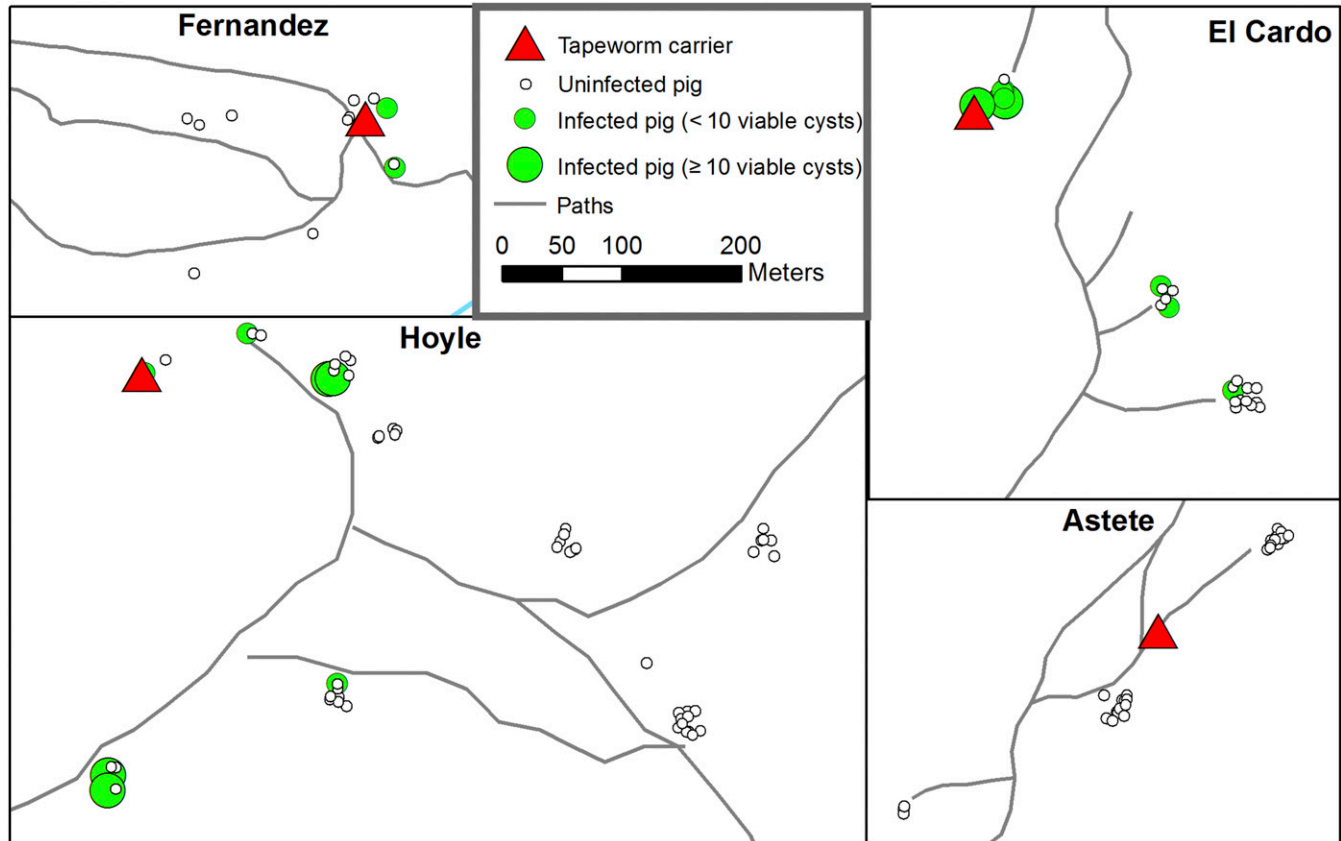 Fernandez
Tapeworm carrier
Uninfected pig
Infected pig (< 10 viable cysts)
Infected pig (≥ 10 viable cysts)
Paths
0 50 100 200
Meters
El Cardo
Hoyle
Astete